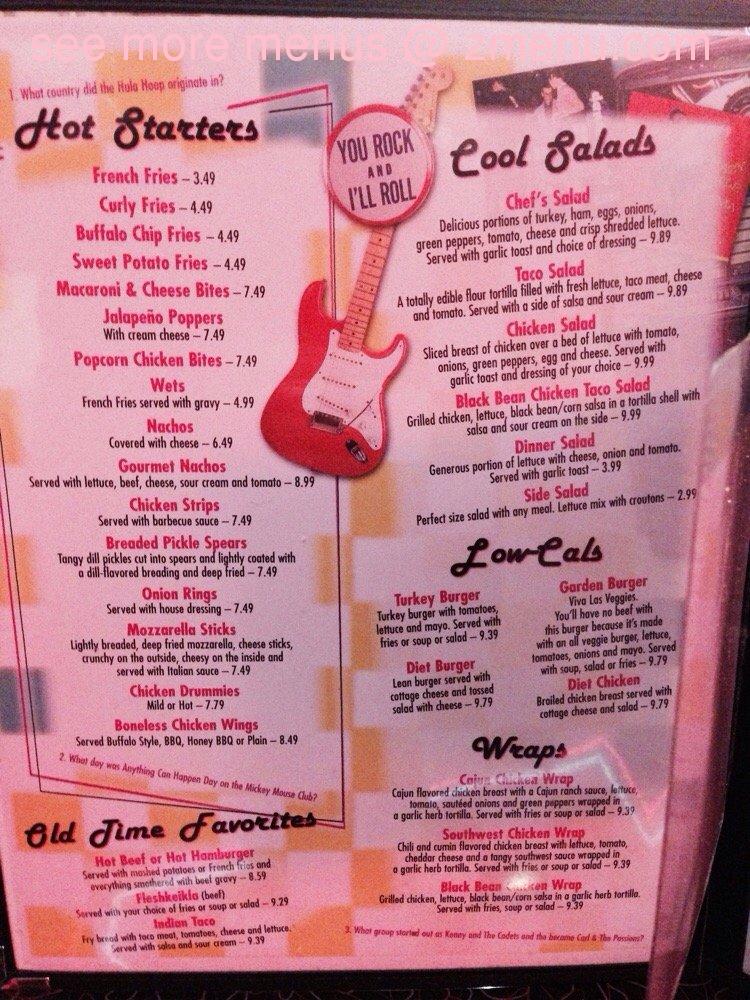 see more menus @ zmenu.com
1. What country did the Hula Hoop originate in?
Hot Starters
French Fries – 3.49
Curly Fries – 4.49
Buffalo Chip Fries – 4.49
Sweet Potato Fries – 4.49
Macaroni & Cheese Bites – 7.49
Jalapeño Poppers
With cream cheese – 7.49
Popcorn Chicken Bites – 7.49
Wets
French Fries served with gravy – 4.99
Nachos
Covered with cheese – 6.49
Gourmet Nachos
Served with lettuce, beef, cheese, sour cream and tomato – 8.99
Chicken Strips
Served with barbecue sauce – 7.49
Breaded Pickle Spears
Tangy dill pickles cut into spears and lightly coated with
a dill-flavored breading and deep fried – 7.49
Onion Rings
Served with house dressing – 7.49
Mozzarella Sticks
Lightly breaded, deep fried mozzarella, cheese sticks,
crunchy on the outside, cheesy on the inside and
served with Italian sauce – 7.49
Chicken Drummies
Mild or Hot – 7.79
Boneless Chicken Wings
Served Buffalo Style, BBQ, Honey BBQ or Plain – 8.49
2. What day was Anything Can Happen Day on the Mickey Mouse Club?
Old Time Favorites
Hot Beef or Hot Hamburger
Served with mashed potatoes or French fries and
everything smothered with beef gravy – 8.59
Fleshkeikla (beef)
Served with your choice of fries or soup or salad – 9.29
Indian Taco
Fry bread with taco meat, tomatoes, cheese and lettuce.
Served with salsa and sour cream – 9.39
YOU ROCK
AND
I'LL ROLL
Cool Salads
Chef's Salad
Delicious portions of turkey, ham, eggs, onions,
green peppers, tomato, cheese and crisp shredded lettuce.
Served with garlic toast and choice of dressing – 9.89
Taco Salad
A totally edible flour tortilla filled with fresh lettuce, taco meat, cheese
and tomato. Served with a side of salsa and sour cream – 9.89
Chicken Salad
Sliced breast of chicken over a bed of lettuce with tomato,
onions, green peppers, egg and cheese. Served with
garlic toast and dressing of your choice – 9.99
Black Bean Chicken Taco Salad
Grilled chicken, lettuce, black bean/corn salsa in a tortilla shell with
salsa and sour cream on the side – 9.99
Dinner Salad
Generous portion of lettuce with cheese, onion and tomato.
Served with garlic toast – 3.99
Side Salad
Perfect size salad with any meal. Lettuce mix with croutons – 2.99
Low-Cals
Turkey Burger
Turkey burger with tomatoes,
lettuce and mayo. Served with
fries or soup or salad – 9.39
Diet Burger
Lean burger served with
cottage cheese and tossed
salad with cheese – 9.79
Garden Burger
Viva Las Veggies.
You'll have no beef with
this burger because it's made
with an all veggie burger, lettuce,
tomatoes, onions and mayo. Served
with soup, salad or fries – 9.79
Diet Chicken
Broiled chicken breast served with
cottage cheese and salad – 9.79
Wraps
Cajun Chicken Wrap
Cajun flavored chicken breast with a Cajun ranch sauce, lettuce,
tomato, sautéed onions and green peppers wrapped in
a garlic herb tortilla. Served with fries or soup or salad – 9.39
Southwest Chicken Wrap
Chili and cumin flavored chicken breast with lettuce, tomato,
cheddar cheese and a tangy southwest sauce wrapped in
a garlic herb tortilla. Served with fries or soup or salad – 9.39
Black Bean Chicken Wrap
Grilled chicken, lettuce, black bean/corn salsa in a garlic herb tortilla.
Served with fries, soup or salad – 9.39
3. What group started out as Kenny and The Cadets and the became Carl & The Passions?